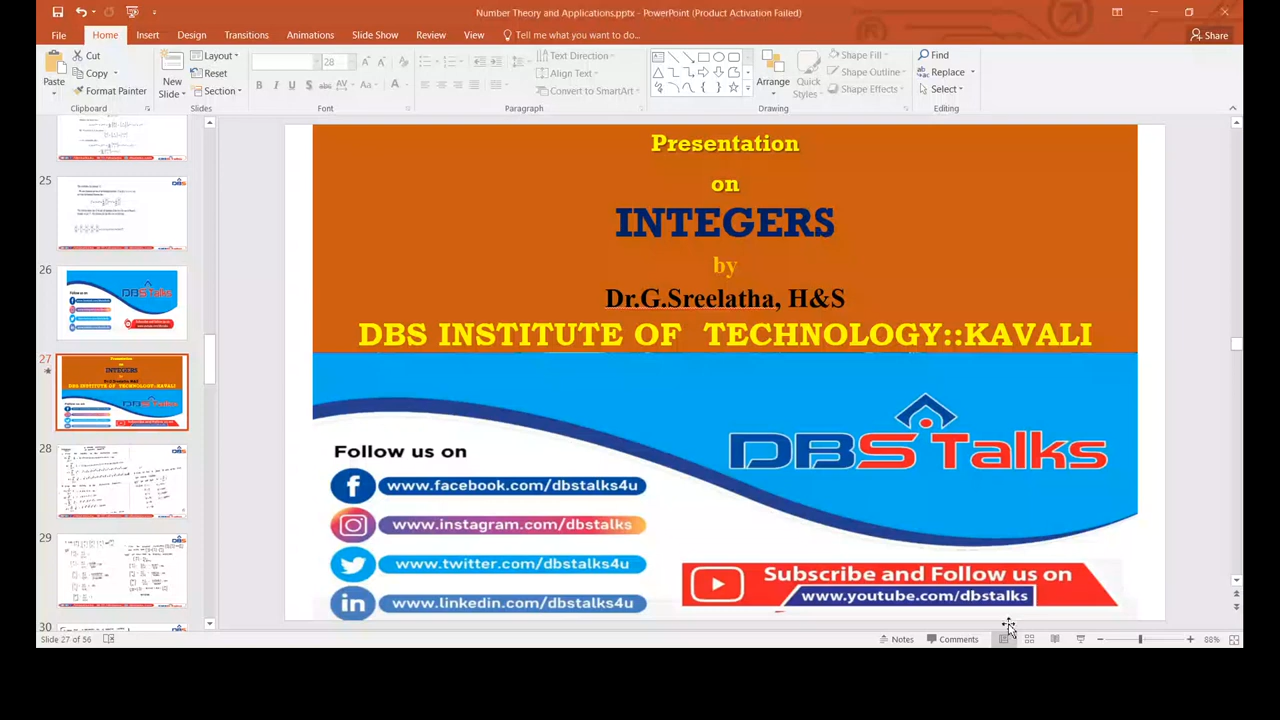 Number Theory and Applications.pptx - PowerPoint (Product Activation Failed)
File Home Insert Design Transitions Animations Slide Show Review View Tell me what you want to do... Share
Paste
Cut
Copy
Format Painter
Clipboard
New
Slide
Layout
Reset
Section
Slides
28
B I U S abc AV Aa A
Font
Text Direction
Align Text
Convert to SmartArt
Paragraph
Arrange
Quick
Styles
Shape Fill
Shape Outline
Shape Effects
Drawing
Find
Replace
Select
Editing
25
26
27
28
29
30
Presentation
on
INTEGERS
by
Dr.G.Sreelatha, H&S
DBS INSTITUTE OF TECHNOLOGY::KAVALI
DBS Talks
Follow us on
www.facebook.com/dbstalks4u
www.instagram.com/dbstalks
www.twitter.com/dbstalks4u
www.linkedin.com/dbstalks4u
Subscribe and Follow us on
www.youtube.com/dbstalks
Slide 27 of 56
Notes Comments 88%